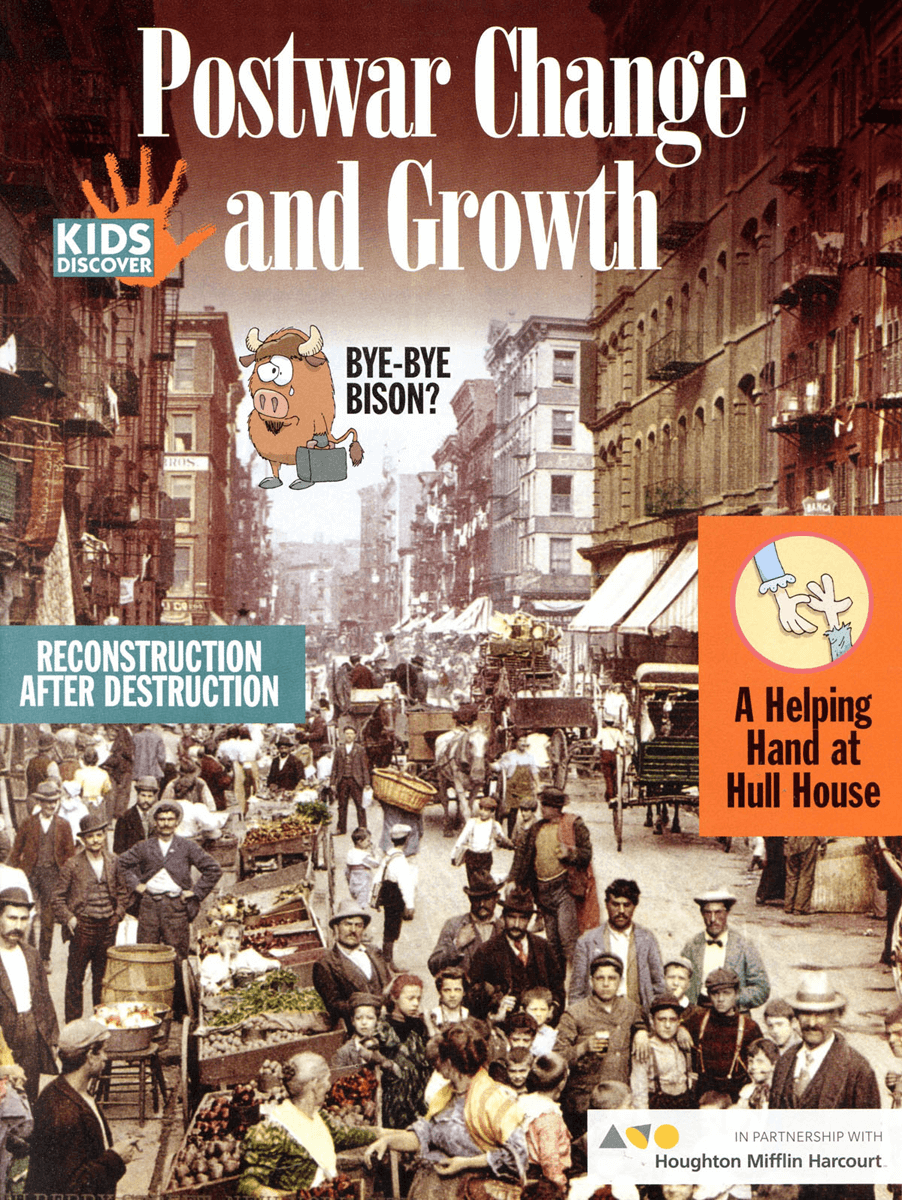 Postwar Change
and Growth
KIDS
DISCOVER
BYE-BYE
BISON?
BANCA
RECONSTRUCTION
AFTER DESTRUCTION
A Helping
Hand at
Hull House
IN PARTNERSHIP WITH
Houghton Mifflin Harcourt